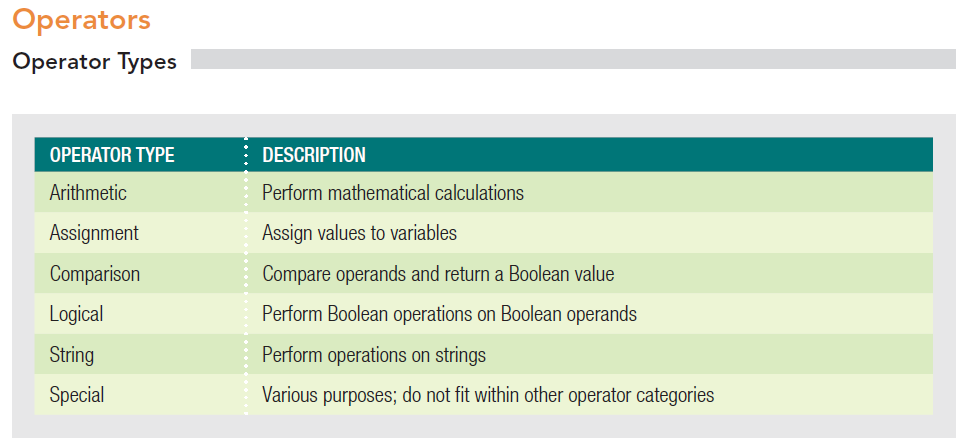 Operators
Operator Types
OPERATOR TYPE DESCRIPTION
Arithmetic Perform mathematical calculations
Assignment Assign values to variables
Comparison Compare operands and return a Boolean value
Logical Perform Boolean operations on Boolean operands
String Perform operations on strings
Special Various purposes; do not fit within other operator categories